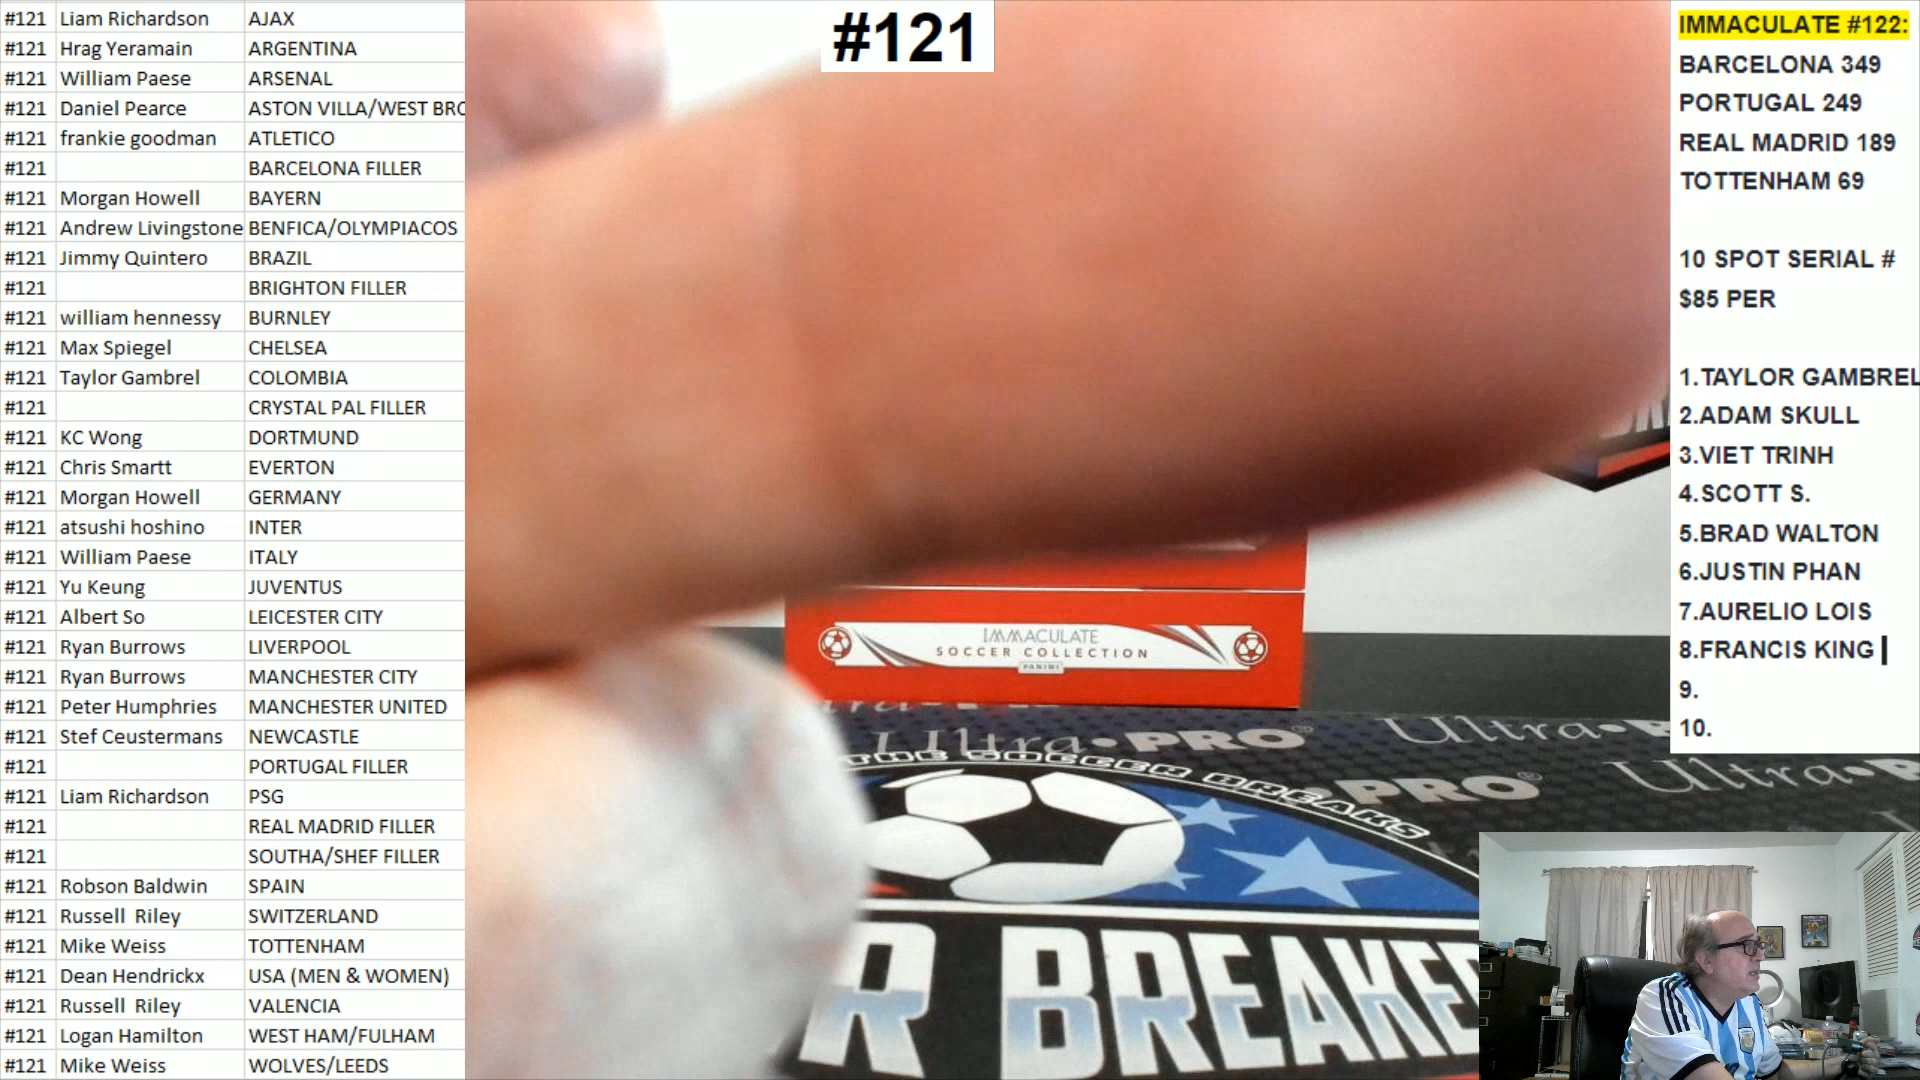 #121 Liam Richardson AJAX
#121 Hrag Yeramain ARGENTINA
#121 William Paese ARSENAL
#121 Daniel Pearce ASTON VILLA/WEST BRO
#121 frankie goodman ATLETICO
#121 BARCELONA FILLER
#121 Morgan Howell BAYERN
#121 Andrew Livingstone BENFICA/OLYMPIACOS
#121 Jimmy Quintero BRAZIL
#121 BRIGHTON FILLER
#121 william hennessy BURNLEY
#121 Max Spiegel CHELSEA
#121 Taylor Gambrel COLOMBIA
#121 CRYSTAL PAL FILLER
#121 KC Wong DORTMUND
#121 Chris Smartt EVERTON
#121 Morgan Howell GERMANY
#121 atsushi hoshino INTER
#121 William Paese ITALY
#121 Yu Keung JUVENTUS
#121 Albert So LEICESTER CITY
#121 Ryan Burrows LIVERPOOL
#121 Ryan Burrows MANCHESTER CITY
#121 Peter Humphries MANCHESTER UNITED
#121 Stef Ceustermans NEWCASTLE
#121 PORTUGAL FILLER
#121 Liam Richardson PSG
#121 REAL MADRID FILLER
#121 SOUTHA/SHEF FILLER
#121 Robson Baldwin SPAIN
#121 Russell Riley SWITZERLAND
#121 Mike Weiss TOTTENHAM
#121 Dean Hendrickx USA (MEN & WOMEN)
#121 Russell Riley VALENCIA
#121 Logan Hamilton WEST HAM/FULHAM
#121 Mike Weiss WOLVES/LEEDS
#121
IMMACULATE
SOCCER COLLECTION
PANINI
Ultra PRO
Ultra
PRO
Ultra
THE SOCCER BREAKS
R BREAKE
IMMACULATE #122:
BARCELONA 349
PORTUGAL 249
REAL MADRID 189
TOTTENHAM 69
10 SPOT SERIAL #
$85 PER
1.TAYLOR GAMBREL
2.ADAM SKULL
3.VIET TRINH
4.SCOTT S.
5.BRAD WALTON
6.JUSTIN PHAN
7.AURELIO LOIS
8.FRANCIS KING
9.
10.